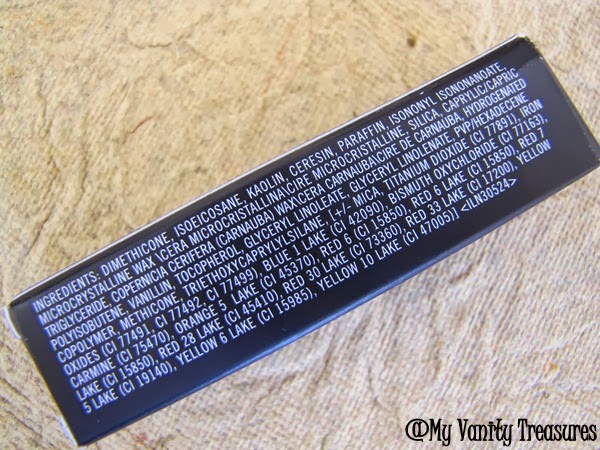 INGREDIENTS: DIMETHICONE, ISOEICOSANE, KAOLIN, CERESIN, PARAFFIN, ISONONYL ISONONANOATE,
MICROCRYSTALLINE WAX\CERA MICROCRISTALLINA\CIRE MICROCRISTALLINE, SILICA, CAPRYLIC/CAPRIC
TRIGLYCERIDE, COPERNICIA CERIFERA (CARNAUBA) WAX\CERA CARNAUBA\CIRE DE CARNAUBA, HYDROGENATED
POLYISOBUTENE, VANILLIN, TOCOPHEROL, GLYCERYL LINOLEATE, GLYCERYL LINOLENATE, PVP/HEXADECENE
COPOLYMER, METHICONE, TRIETHOXYCAPRYLYLSILANE, [+/- MICA, TITANIUM DIOXIDE (CI 77891), IRON
OXIDES (CI 77491, CI 77492, CI 77499), BLUE 1 LAKE (CI 42090), BISMUTH OXYCHLORIDE (CI 77163),
CARMINE (CI 75470), ORANGE 5 LAKE (CI 45370), RED 6 (CI 15850), RED 6 LAKE (CI 15850), RED 7
LAKE (CI 15850), RED 28 LAKE (CI 45410), RED 30 LAKE (CI 73360), RED 33 LAKE (CI 17200), YELLOW
5 LAKE (CI 19140), YELLOW 6 LAKE (CI 15985), YELLOW 10 LAKE (CI 47005)] <ILN30524>
@My Vanity Treasures